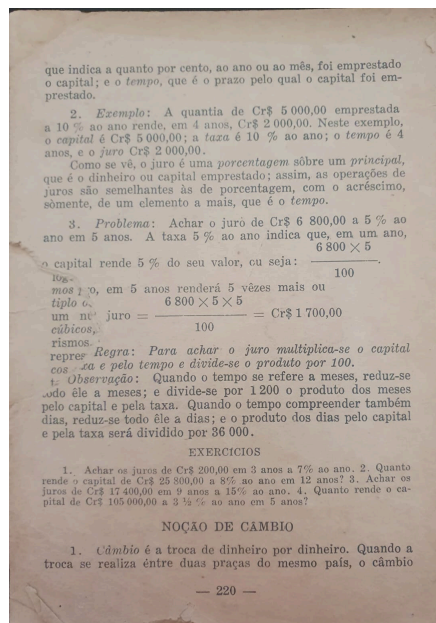 que indica a quanto por cento, ao ano ou ao mês, foi emprestado
o capital; e o tempo, que é o prazo pelo qual o capital foi em-
prestado.
2. Exemplo: A quantia de Cr$ 5 000,00 emprestada
a 10 % ao ano rende, em 4 anos, Cr$ 2 000,00. Neste exemplo,
o capital é Cr$ 5 000,00; a taxa é 10 % ao ano; o tempo é 4
anos, e o juro Cr$ 2 000,00.
Como se vê, o juro é uma porcentagem sôbre um principal,
que é o dinheiro ou capital emprestado; assim, as operações de
juros são semelhantes às de porcentagem, com o acréscimo,
sòmente, de um elemento a mais, que é o tempo.
3. Problema: Achar o juro de Cr$ 6 800,00 a 5 % ao
ano em 5 anos. A taxa 5 % ao ano indica que, em um ano,
6 800 × 5
o capital rende 5 % do seu valor, ou seja: ―――.
100
mos o, em 5 anos renderá 5 vêzes mais ou
tiplo 6 800 × 5 × 5
um juro = ――― = Cr$ 1 700,00
cúbicos, 100
rismos
repres Regra: Para achar o juro multiplica-se o capital
cos xa e pelo tempo e divide-se o produto por 100.
Observação: Quando o tempo se refere a meses, reduz-se
odo êle a meses; e divide-se por 1 200 o produto dos meses
pelo capital e pela taxa. Quando o tempo compreender também
dias, reduz-se todo êle a dias; e o produto dos dias pelo capital
e pela taxa será dividido por 36 000.
EXERCÍCIOS
1. Achar os juros de Cr$ 200,00 em 3 anos a 7% ao ano. 2. Quanto
rende o capital de Cr$ 25 800,00 a 8% ao ano em 12 anos? 3. Achar os
juros de Cr$ 17 400,00 em 9 anos a 15% ao ano. 4. Quanto rende o ca-
pital de Cr$ 105 000,00 a 3 ½ % ao ano em 5 anos?
NOÇÃO DE CÂMBIO
1. Câmbio é a troca de dinheiro por dinheiro. Quando a
troca se realiza éntre duas praças do mesmo país, o câmbio
— 220 —